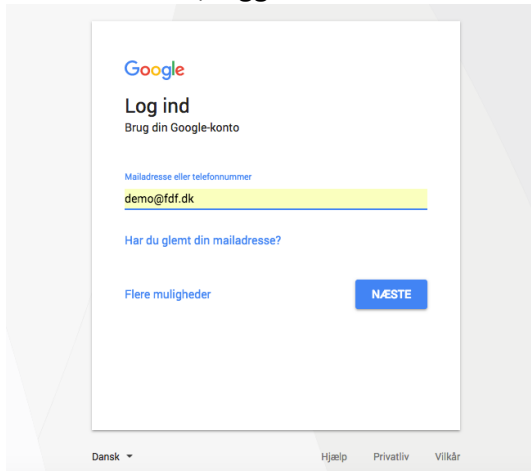 Google
Log ind
Brug din Google-konto
Mailadresse eller telefonnummer
demo@fdf.dk
Har du glemt din mailadresse?
Flere muligheder
NÆSTE
Dansk
Hjælp
Privatliv
Vilkår